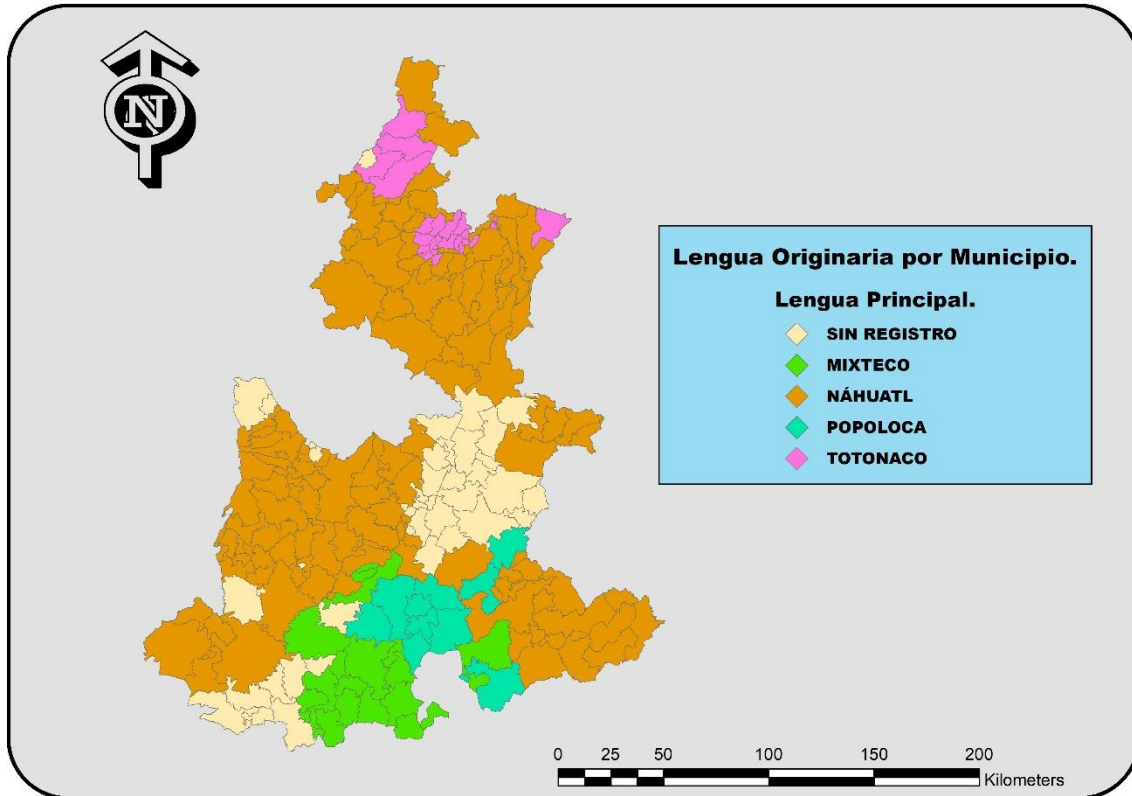 N
Lengua Originaria por Municipio.
Lengua Principal.
SIN REGISTRO
MIXTECO
NÁHUATL
POPOLOCA
TOTONACO
0 25 50 100 150 200
Kilometers